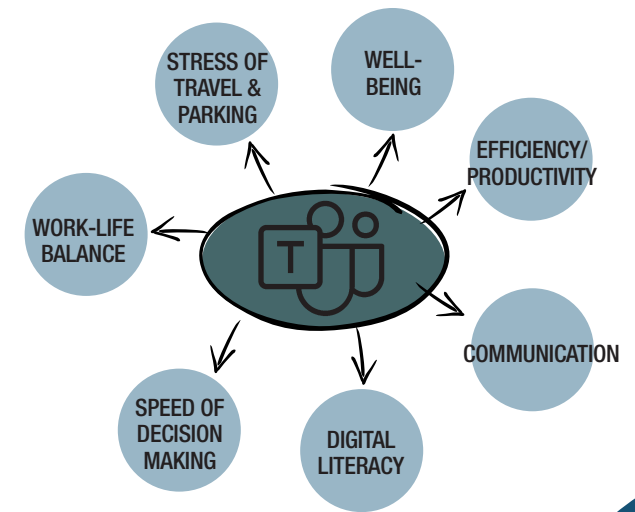 STRESS OF
TRAVEL &
PARKING
WELL-
BEING
EFFICIENCY/
PRODUCTIVITY
WORK-LIFE
BALANCE
T
COMMUNICATION
SPEED OF
DECISION
MAKING
DIGITAL
LITERACY